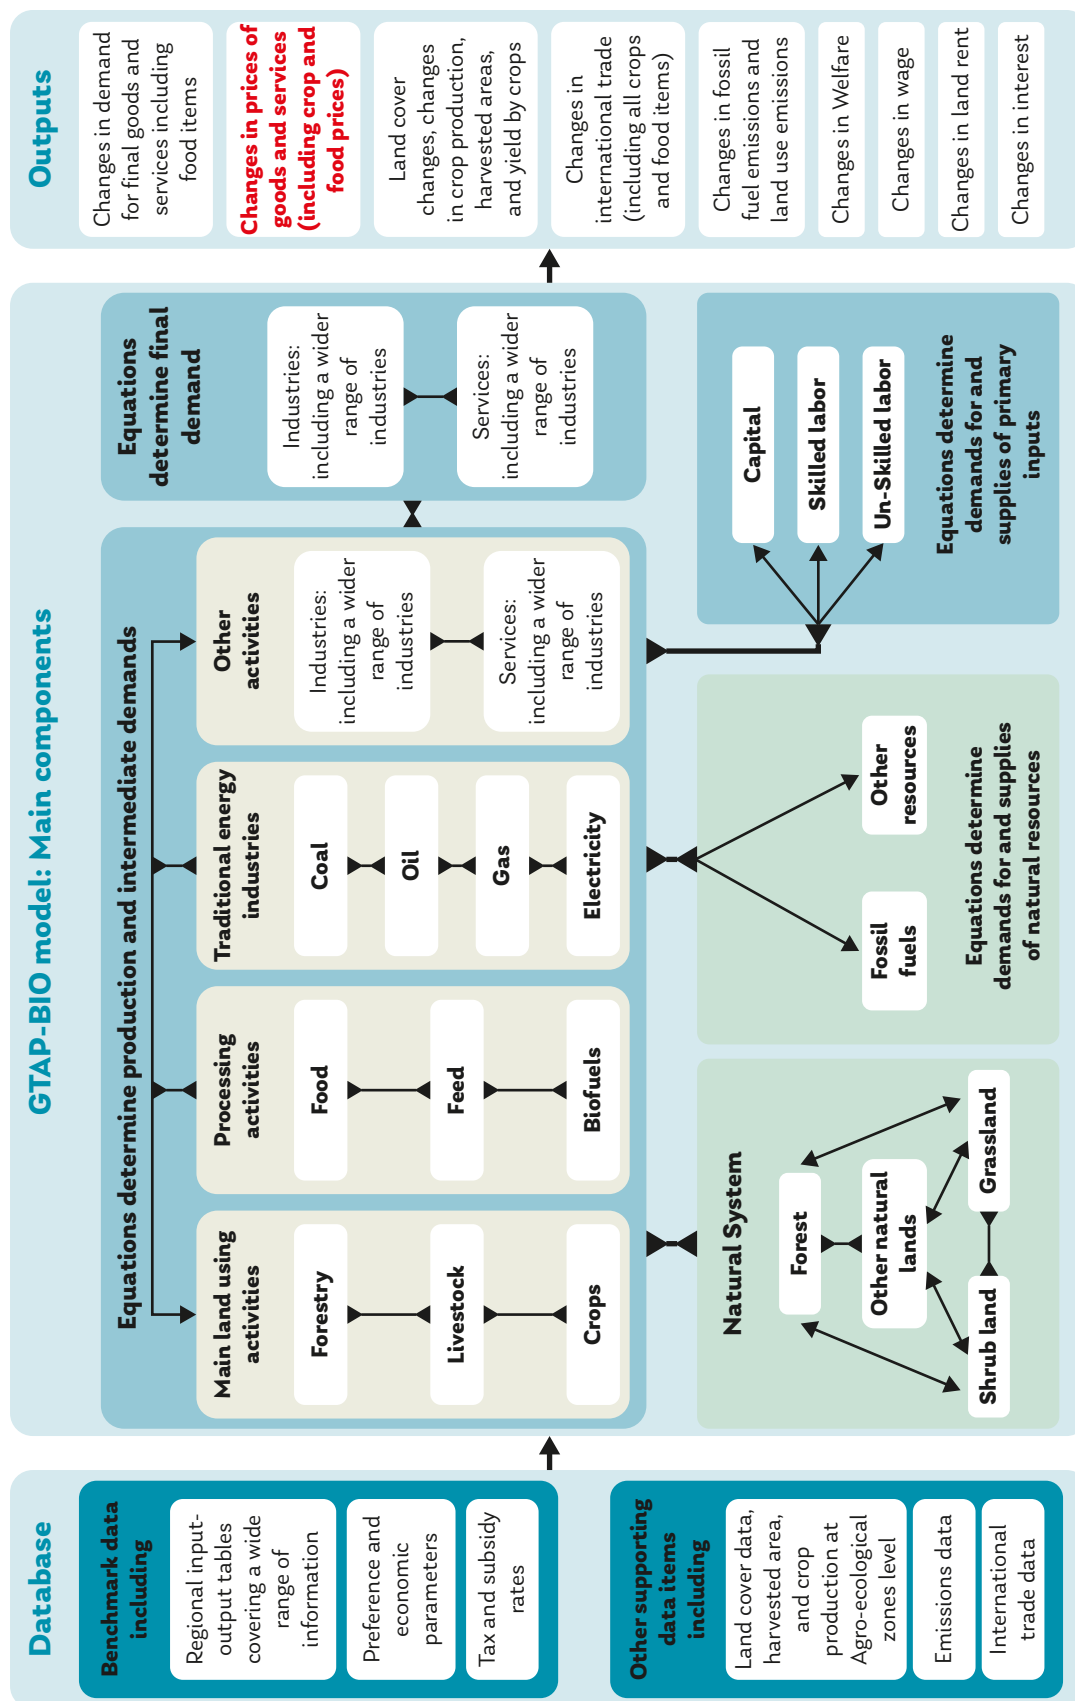 Database
Benchmark data
including
Regional input-
output tables
covering a wide
range of
information
Preference and
economic
parameters
Tax and subsidy
rates
Other supporting
data items
including
Land cover data,
harvested area,
and crop
production at
Agro-ecological
zones level
Emissions data
International
trade data
GTAP-BIO model: Main components
Equations determine production and intermediate demands
Main land using
activities
Forestry
Livestock
Crops
Processing
activities
Food
Feed
Biofuels
Traditional energy
industries
Coal
Oil
Gas
Electricity
Other
activities
Industries:
including a wider
range of
industries
Services:
including a wider
range of
industries
Equations
determine final
demand
Industries:
including a wider
range of
industries
Services:
including a wider
range of
industries
Natural System
Forest
Other natural
lands
Shrub land
Grassland
Fossil
fuels
Other
resources
Equations determine
demands for and supplies
of natural resources
Capital
Skilled labor
Un-Skilled labor
Equations determine
demands for and
supplies of primary
inputs
Outputs
Changes in demand
for final goods and
services including
food items
Changes in prices of
goods and services
(including crop and
food prices)
Land cover
changes, changes
in crop production,
harvested areas,
and yield by crops
Changes in
international trade
(including all crops
and food items)
Changes in fossil
fuel emissions and
land use emissions
Changes in Welfare
Changes in wage
Changes in land rent
Changes in interest